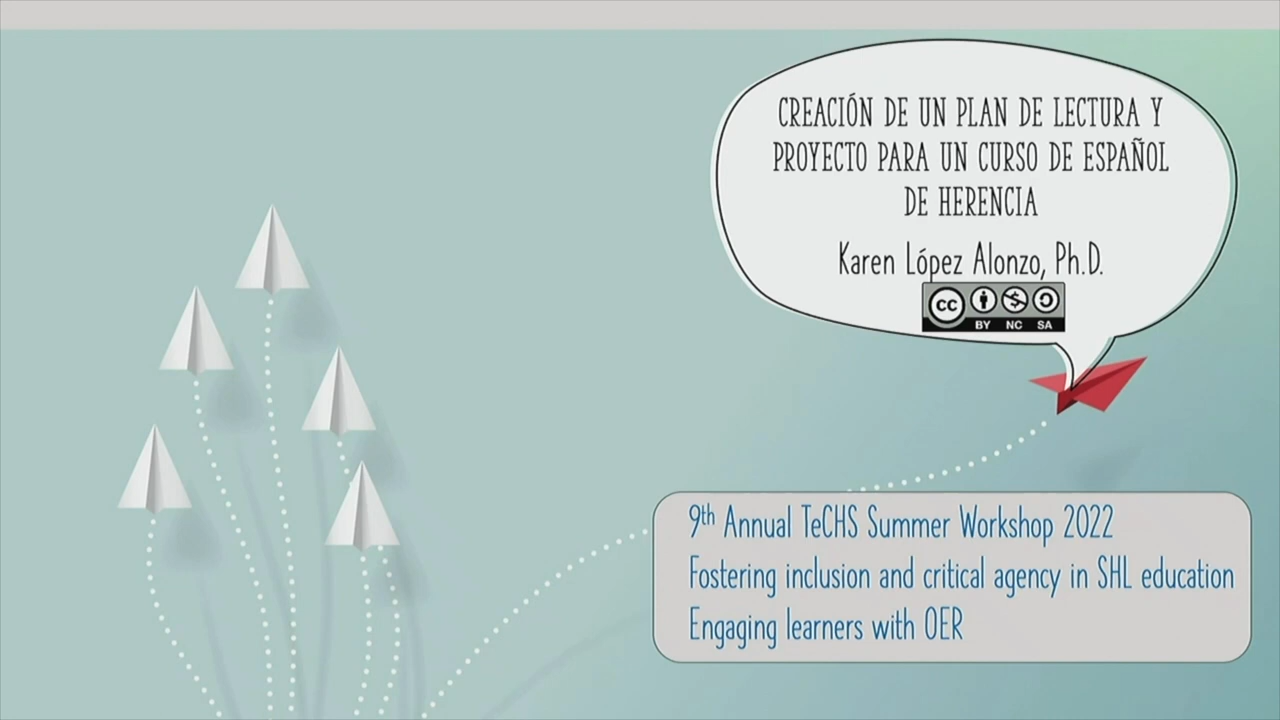 CREACIÓN DE UN PLAN DE LECTURA Y
PROYECTO PARA UN CURSO DE ESPAÑOL
DE HERENCIA
Karen López Alonzo, Ph.D.
CC BY NC SA
9th Annual TeCHS Summer Workshop 2022
Fostering inclusion and critical agency in SHL education
Engaging learners with OER